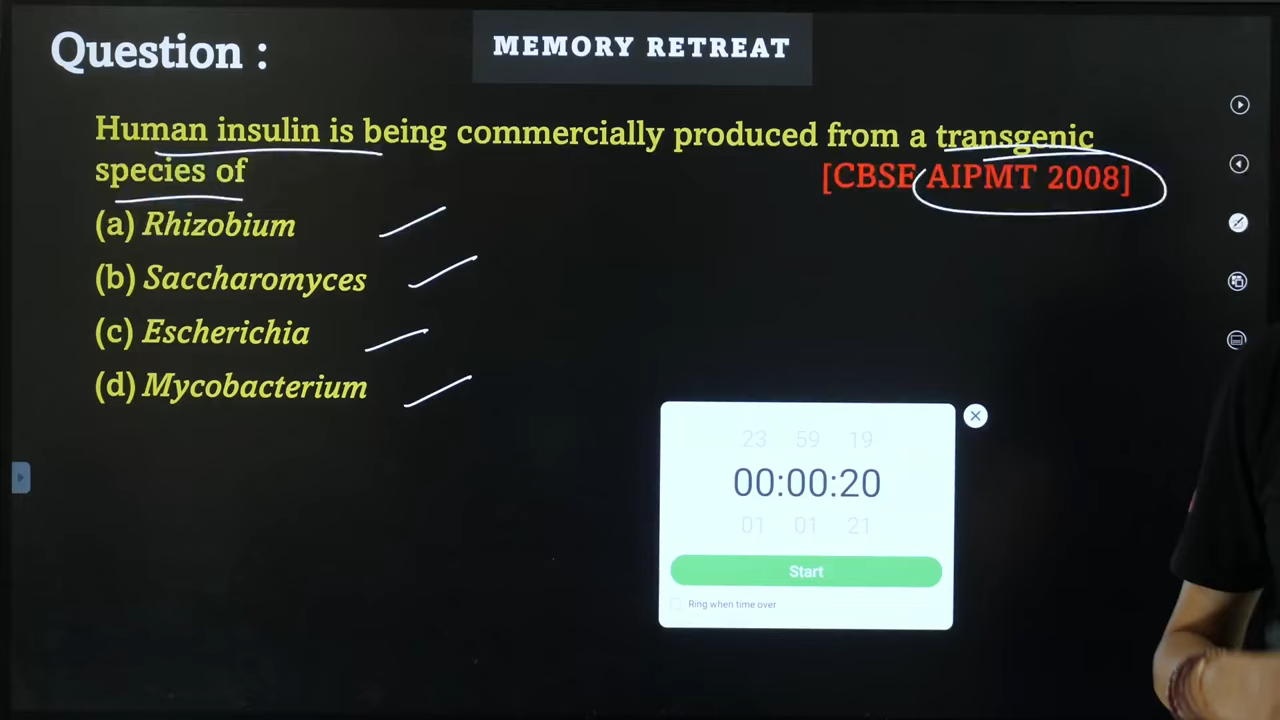 Question :
MEMORY RETREAT
Human insulin is being commercially produced from a transgenic
species of
[CBSE AIPMT 2008]
(a) Rhizobium
(b) Saccharomyces
(c) Escherichia
(d) Mycobacterium
23 59 19
00:00:20
01 01 21
Start
Ring when time over